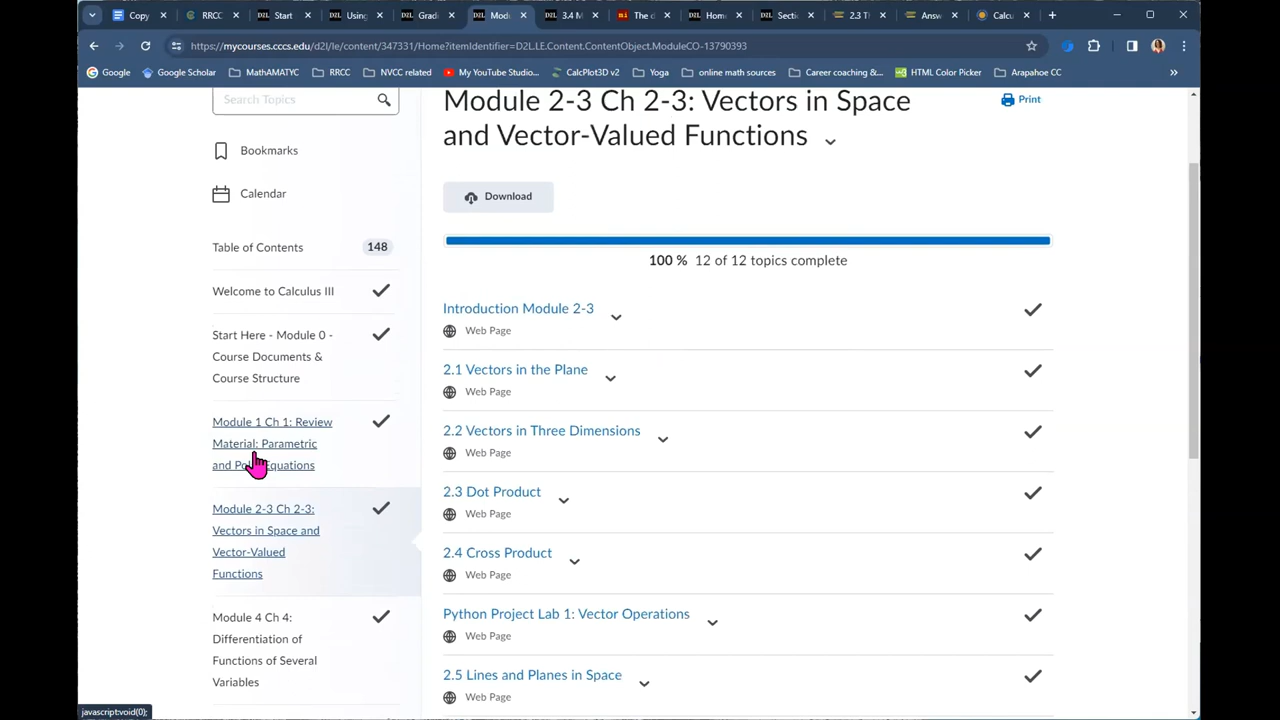 Copy
RRCC
Start
Using
Gradi
Modu
3.4 M
The d
Home
Sectio
2.3 T
Answ
Calcu
https://mycourses.cccs.edu/d2l/le/content/347331/Home?itemIdentifier=D2LLE.Content.ContentObject.ModuleCO-13790393
Google
Google Scholar
MathAMATYC
RRCC
NVCC related
My YouTube Studio...
CalcPlot3D v2
Yoga
online math sources
Career coaching &...
HTML Color Picker
Arapahoe CC
Search Topics
Bookmarks
Calendar
Table of Contents 148
Welcome to Calculus III
Start Here - Module 0 -
Course Documents &
Course Structure
Module 1 Ch 1: Review
Material: Parametric
and Equations
Module 2-3 Ch 2-3:
Vectors in Space and
Vector-Valued
Functions
Module 4 Ch 4:
Differentiation of
Functions of Several
Variables
Module 2-3 Ch 2-3: Vectors in Space
and Vector-Valued Functions
Print
Download
100 % 12 of 12 topics complete
Introduction Module 2-3
Web Page
2.1 Vectors in the Plane
Web Page
2.2 Vectors in Three Dimensions
Web Page
2.3 Dot Product
Web Page
2.4 Cross Product
Web Page
Python Project Lab 1: Vector Operations
Web Page
2.5 Lines and Planes in Space
Web Page
javascript:void(0);